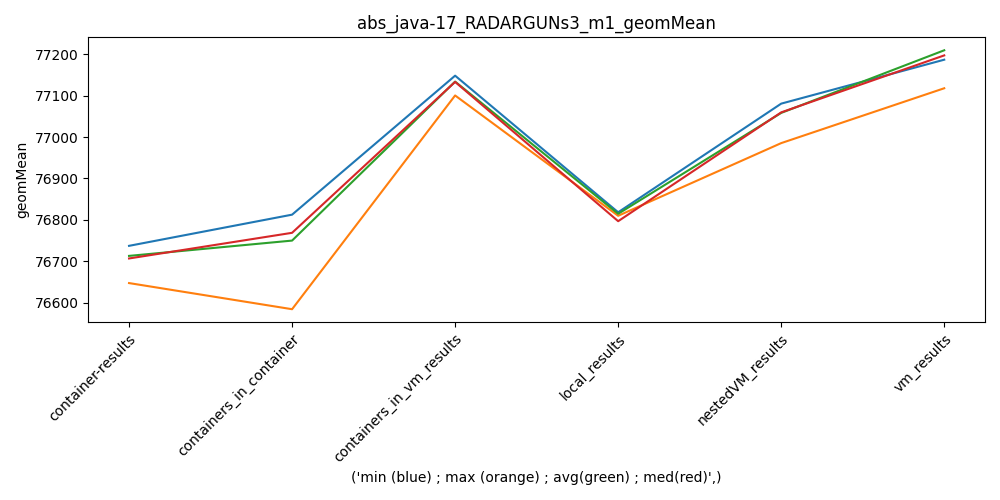 abs_java-17_RADARGUNs3_m1_geomMean
77200
77100
77000
76900
76800
76700
76600
geomMean
container-results
containers_in_container
containers_in_vm_results
local_results
nestedVM_results
vm_results
('min (blue) ; max (orange) ; avg(green) ; med(red)',)